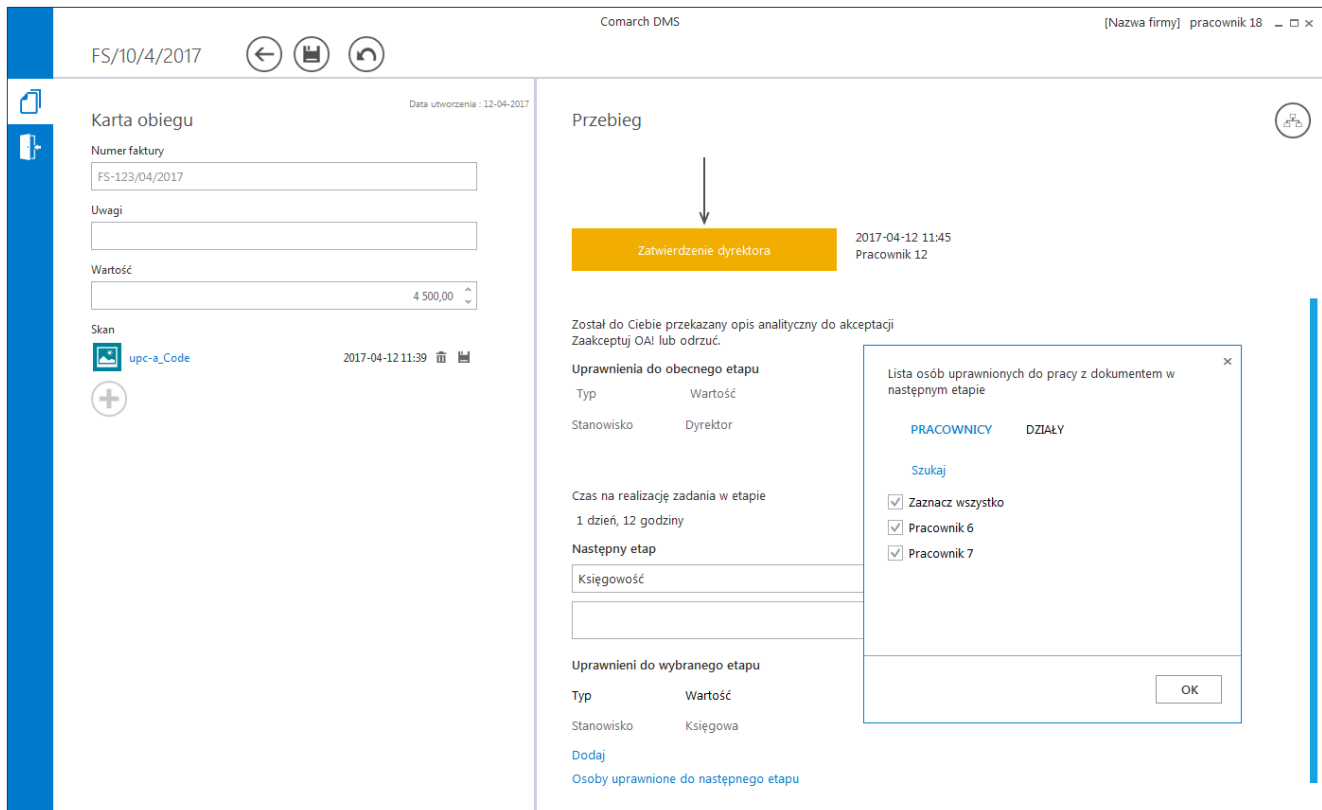 Comarch DMS
[Nazwa firmy] pracownik 18
FS/10/4/2017
Data utworzenia : 12-04-2017
Karta obiegu
Numer faktury
FS-123/04/2017
Uwagi
Wartość
4 500,00
Skan
upc-a_Code 2017-04-12 11:39
Przebieg
Zatwierdzenie dyrektora
2017-04-12 11:45
Pracownik 12
Został do Ciebie przekazany opis analityczny do akceptacji
Zaakceptuj OA! lub odrzuć.
Uprawnienia do obecnego etapu
Typ Wartość
Stanowisko Dyrektor
Czas na realizację zadania w etapie
1 dzień, 12 godziny
Następny etap
Księgowość
Uprawnieni do wybranego etapu
Typ Wartość
Stanowisko Księgowa
Dodaj
Osoby uprawnione do następnego etapu
Lista osób uprawnionych do pracy z dokumentem w
następnym etapie
PRACOWNICY DZIAŁY
Szukaj
Zaznacz wszystko
Pracownik 6
Pracownik 7
OK